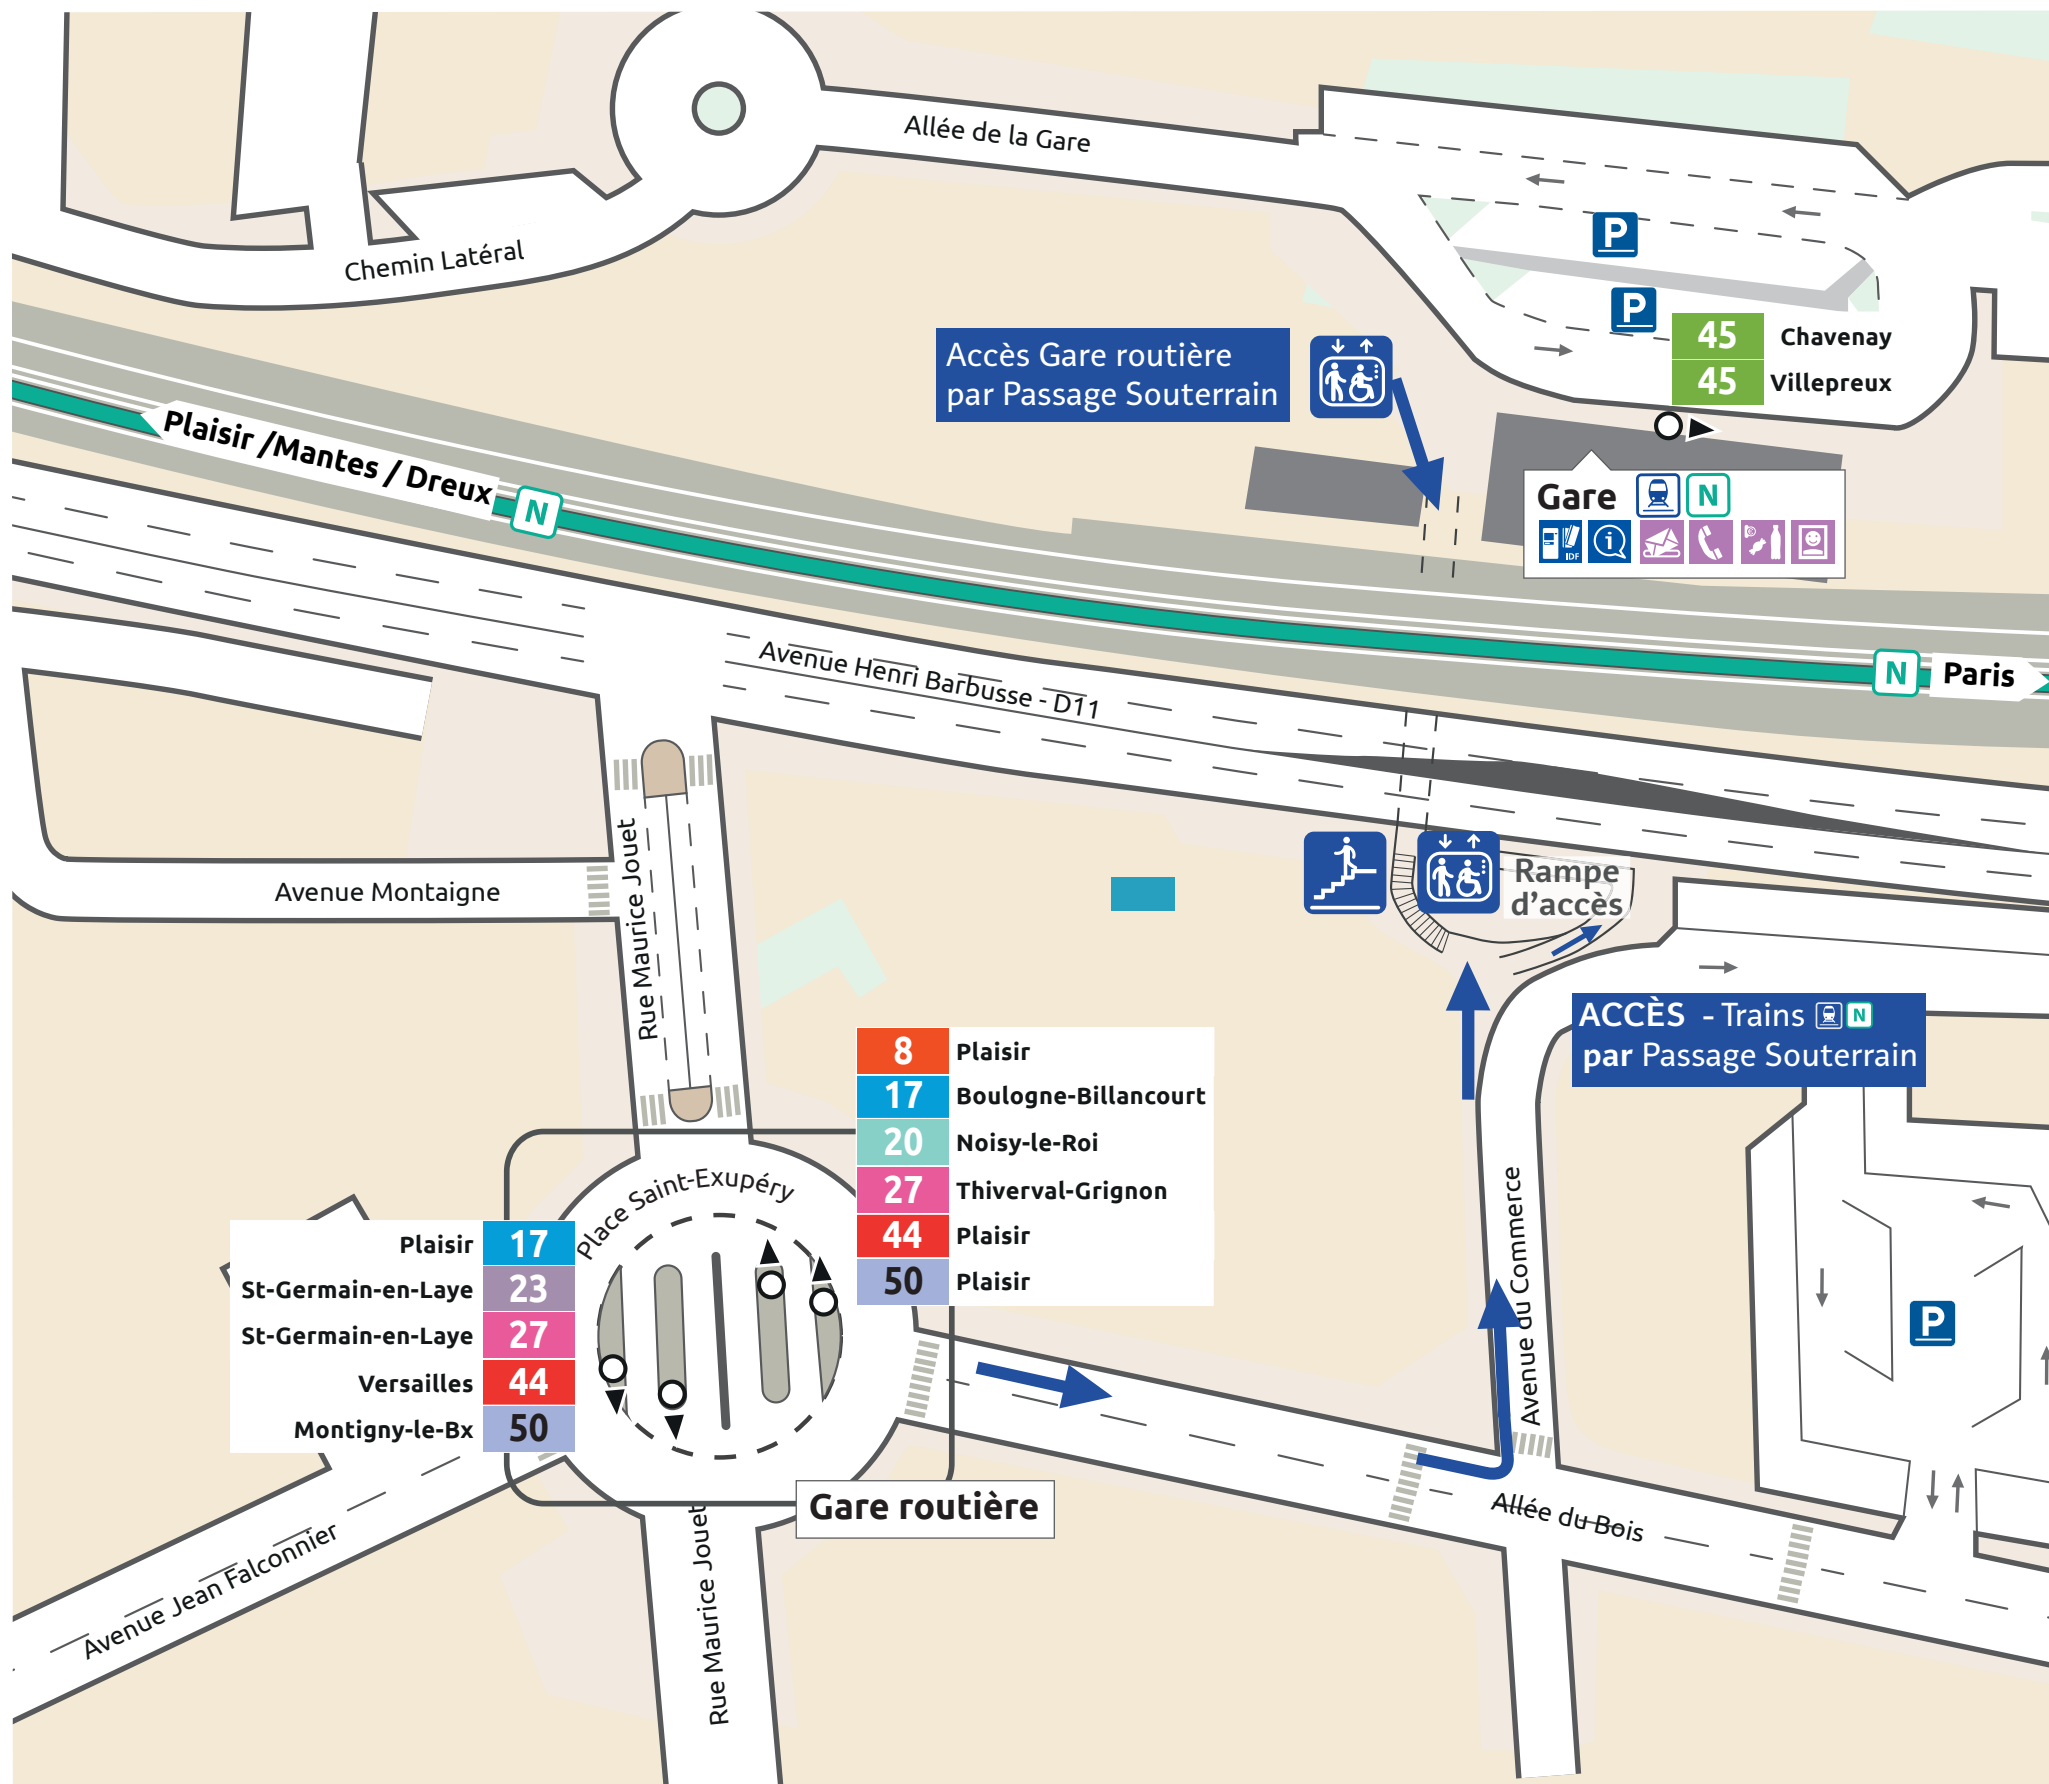 Allée de la Gare
Chemin Latéral
P
P
45 Chavenay
45 Villepreux
Accès Gare routière
par Passage Souterrain
Plaisir /Mantes / Dreux
N
Gare N
IDF
i
N Paris
Avenue Henri Barbusse - D11
Avenue Montaigne
Rue Maurice Jouet
Rampe
d’accès
ACCÈS - Trains N
par Passage Souterrain
8 Plaisir
17 Boulogne-Billancourt
20 Noisy-le-Roi
27 Thiverval-Grignon
44 Plaisir
50 Plaisir
Place Saint-Exupéry
Plaisir 17
St-Germain-en-Laye 23
St-Germain-en-Laye 27
Versailles 44
Montigny-le-Bx 50
Avenue du Commerce
P
Gare routière
Allée du Bois
Avenue Jean Falconnier
Rue Maurice Jouet